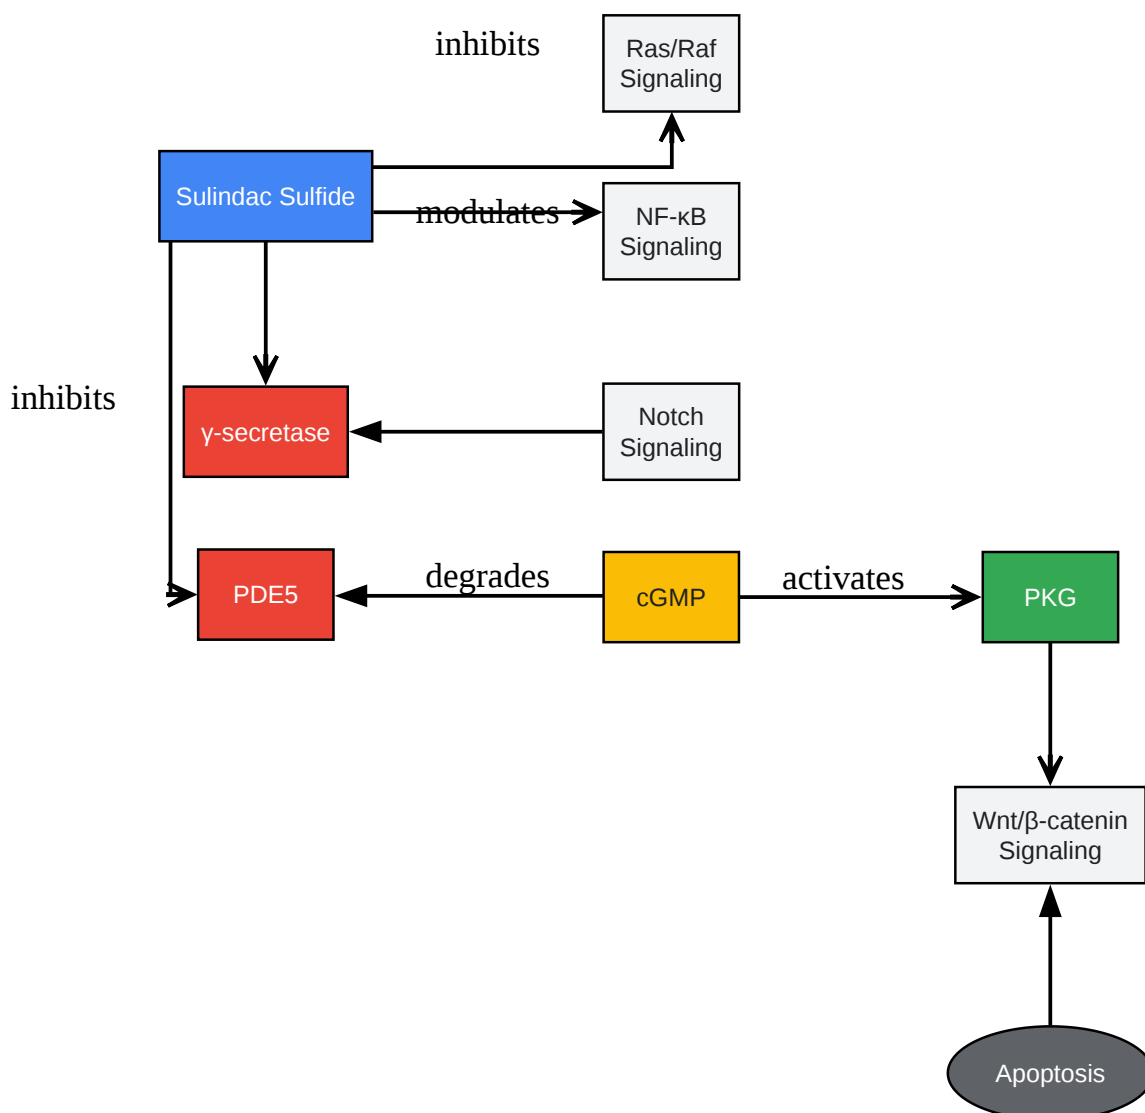 inhibits
Ras/Raf
Signaling
Sulindac Sulfide
modulates
NF-κB
Signaling
inhibits
γ-secretase
Notch
Signaling
PDE5
degrades
cGMP
activates
PKG
Wnt/β-catenin
Signaling
Apoptosis